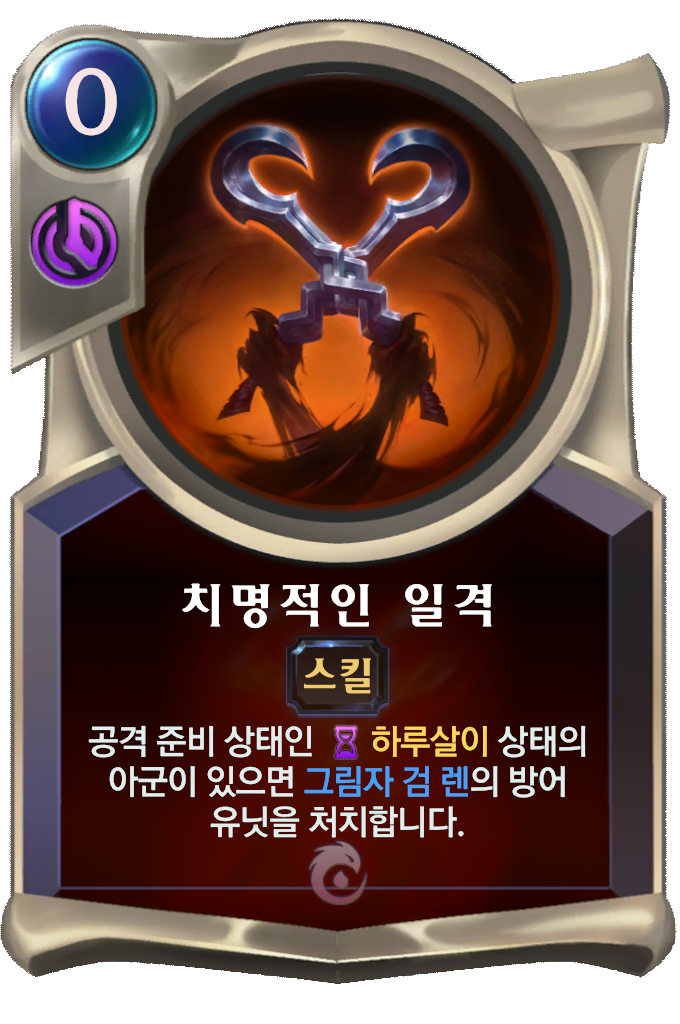 0
치명적인 일격
스킬
공격 준비 상태인 하루살이 상태의
아군이 있으면 그림자 검 렌의 방어
유닛을 처치합니다.